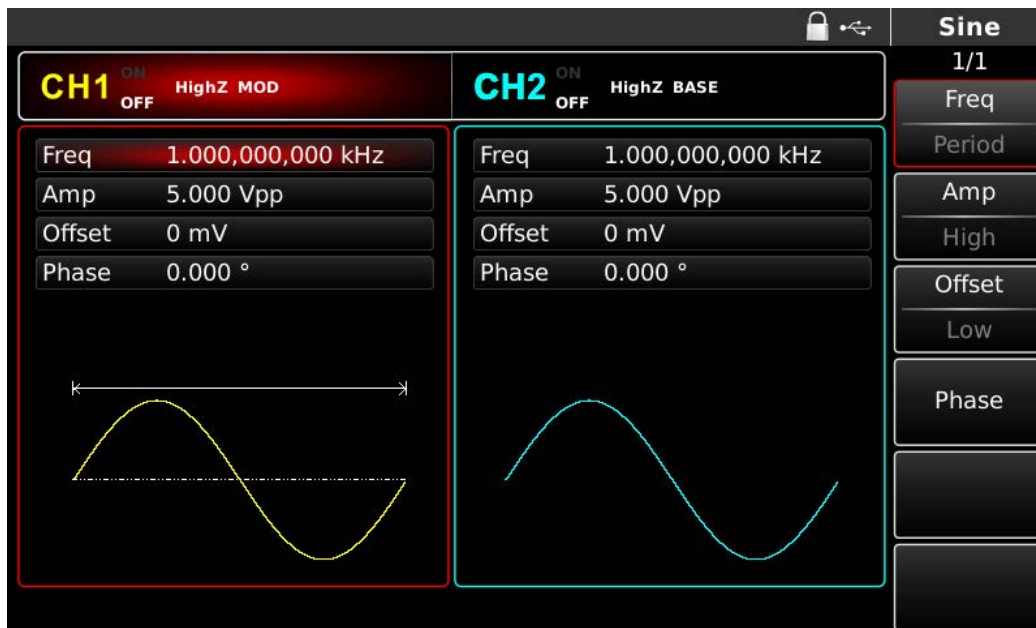 Sine
1/1
CH1 ON OFF HighZ MOD
CH2 ON OFF HighZ BASE
Freq 1.000,000,000 kHz
Amp 5.000 Vpp
Offset 0 mV
Phase 0.000 °
Freq 1.000,000,000 kHz
Amp 5.000 Vpp
Offset 0 mV
Phase 0.000 °
Freq
Period
Amp
High
Offset
Low
Phase